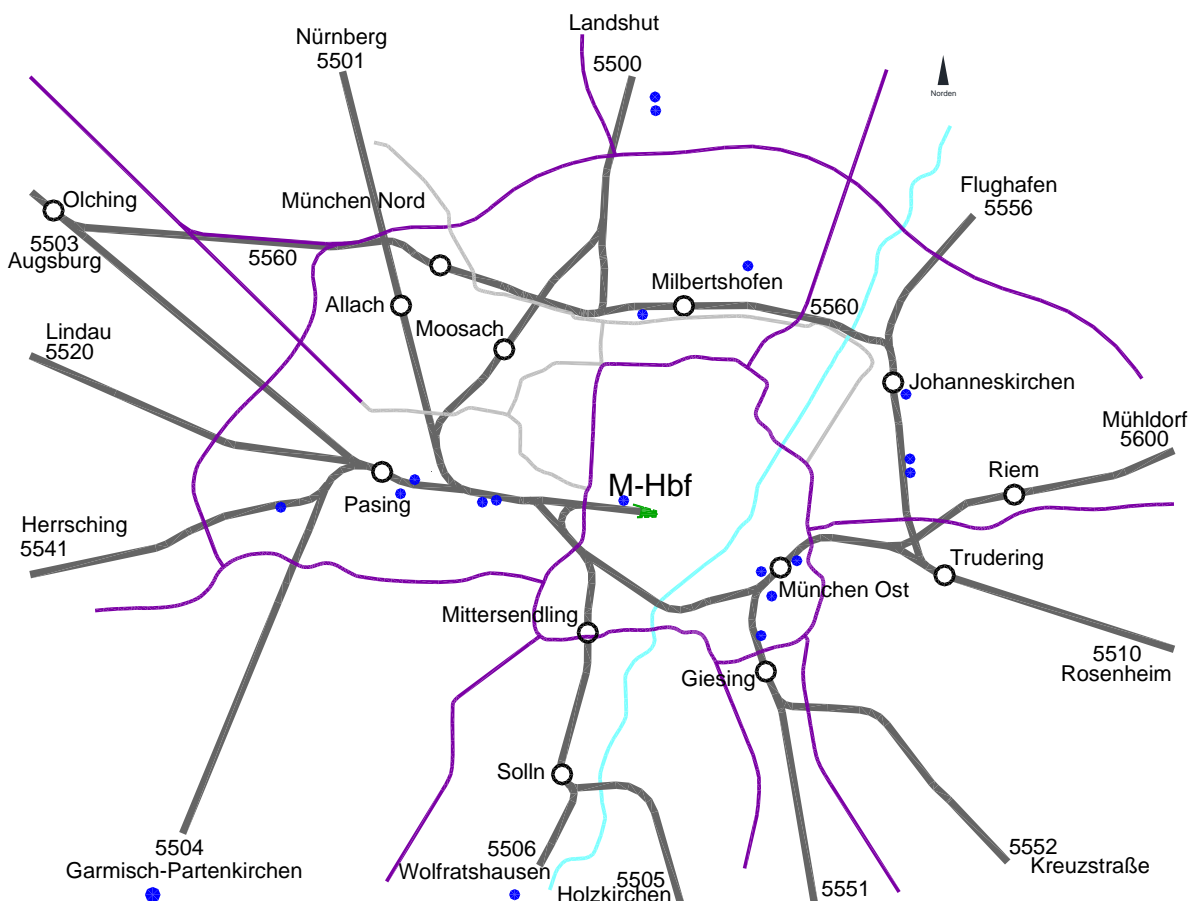 Landshut
5500
Nürnberg
5501
Norden
Flughafen
5556
Olching
München Nord
5503
Augsburg
5560
Milbertshofen
5560
Allach
Moosach
Lindau
5520
Johanneskirchen
Mühldorf
5600
Riem
M-Hbf
Pasing
Herrsching
5541
Trudering
München Ost
Mittersendling
Giesing
5510
Rosenheim
Solln
5504
Garmisch-Partenkirchen
5506
Wolfratshausen
5505
Holzkirchen
5551
5552
Kreuzstraße